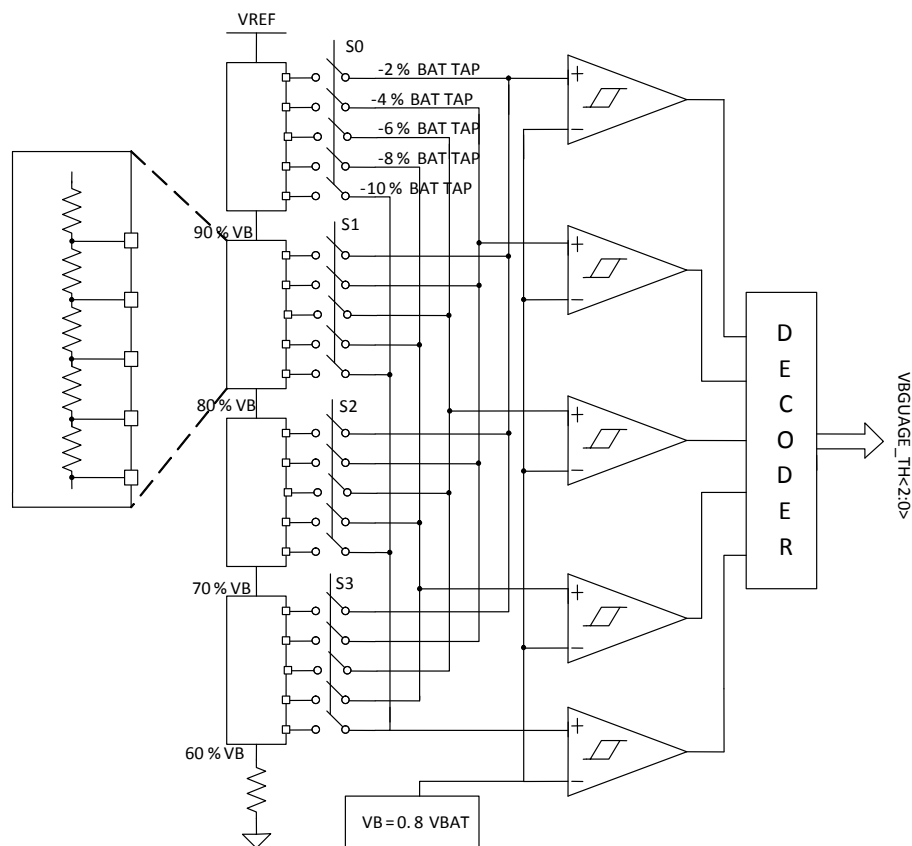 VREF
S0
-2 % BAT TAP
-4 % BAT TAP
-6 % BAT TAP
-8 % BAT TAP
-10 % BAT TAP
90 % VB
S1
80 % VB
S2
70 % VB
S3
60 % VB
VB = 0.8 VBAT
+
−
+
−
+
−
+
−
+
−
DECODER
VBGUAGE_TH<2:0>